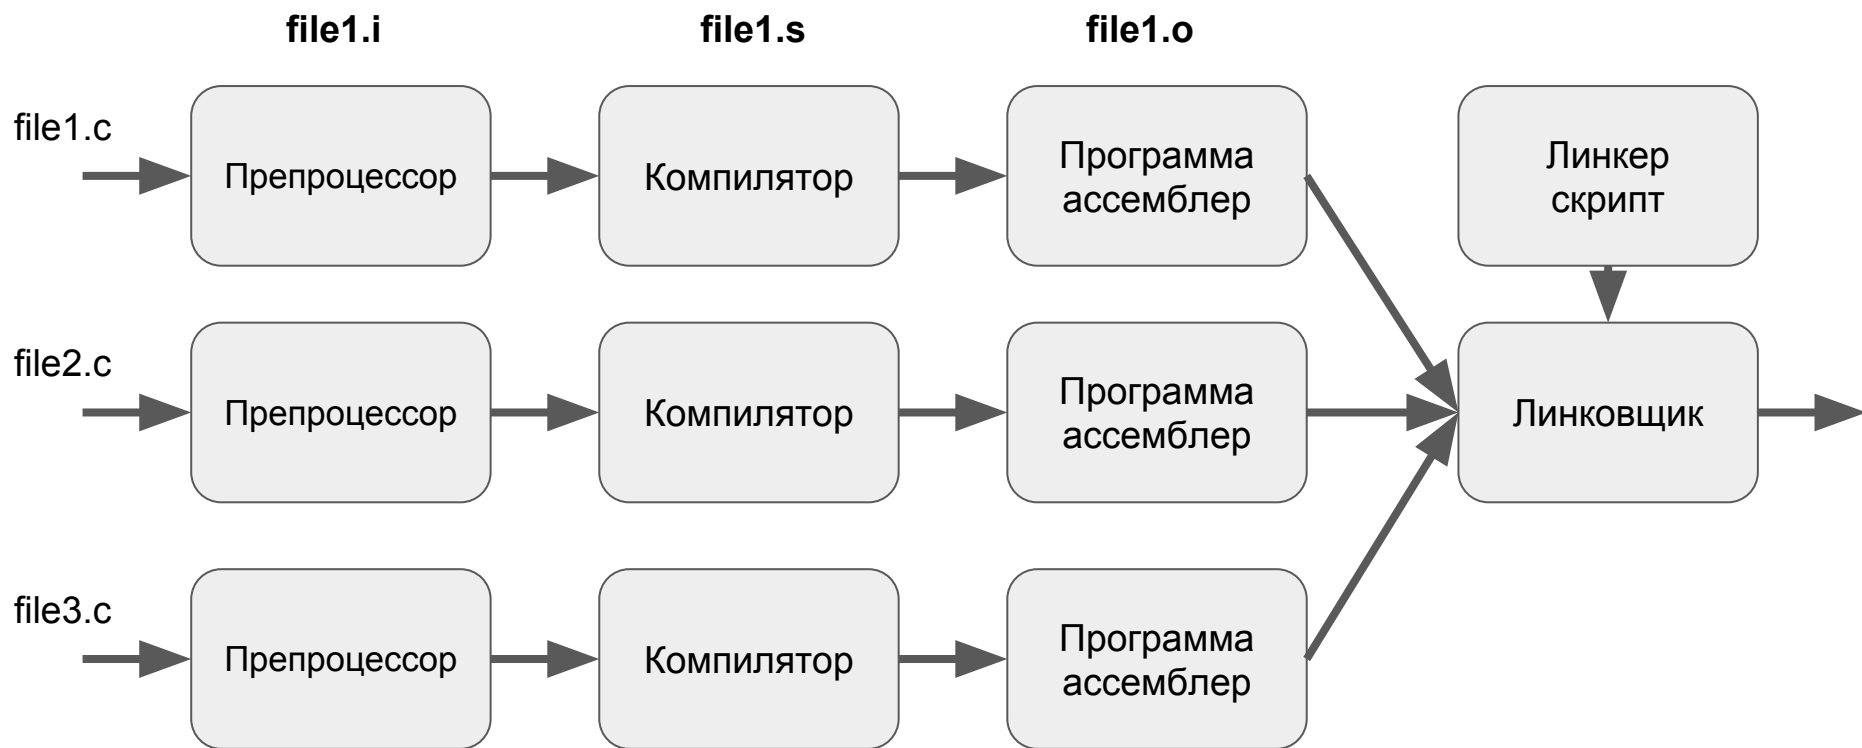 file1.i
file1.s
file1.o
file1.c
Препроцессор
Компилятор
Программа
ассемблер
Линкер
скрипт
file2.c
Препроцессор
Компилятор
Программа
ассемблер
Линковщик
file3.c
Препроцессор
Компилятор
Программа
ассемблер